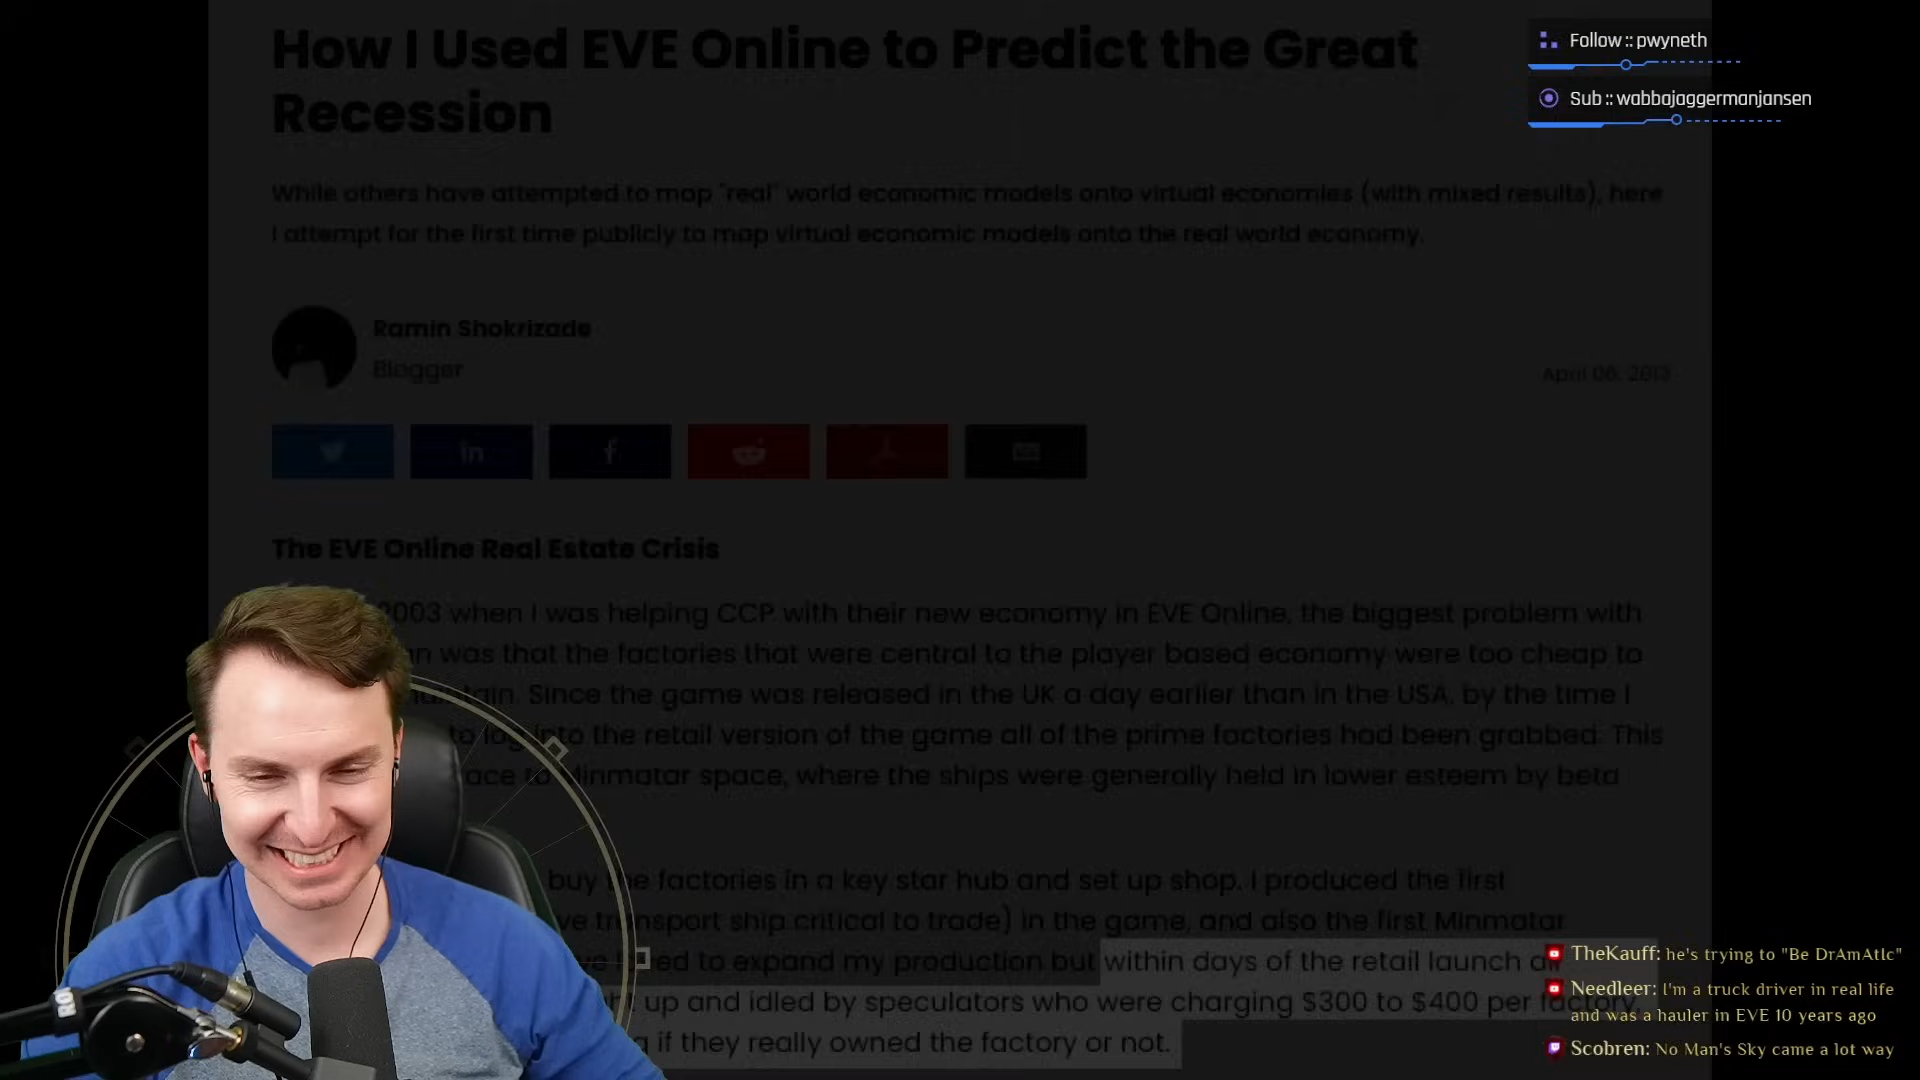 How I Used EVE Online to Predict the Great
Recession
While others have attempted to map "real" world economic models onto virtual economies (with mixed results), here
I attempt for the first time publicly to map virtual economic models onto the real world economy.
Ramin Shokrizade
Blogger
April 08, 2013
in
f
The EVE Online Real Estate Crisis
2003 when I was helping CCP with their new economy in EVE Online, the biggest problem with
was that the factories that were central to the player based economy were too cheap to
Since the game was released in the UK a day earlier than in the USA, by the time I
to log into the retail version of the game all of the prime factories had been grabbed. This
to Minmatar space, where the ships were generally held in lower esteem by beta
buy the factories in a key star hub and set up shop. I produced the first
transport ship critical to trade) in the game, and also the first Minmatar
to expand my production but within days of the retail launch
up and idled by speculators who were charging $300 to $400 per factory,
if they really owned the factory or not.
Follow :: pwyneth
Sub :: wabbajaggermanjansen
TheKauff: he's trying to "Be DrAmAtIc"
Needleer: I'm a truck driver in real life
and was a hauler in EVE 10 years ago
Scobren: No Man's Sky came a lot way